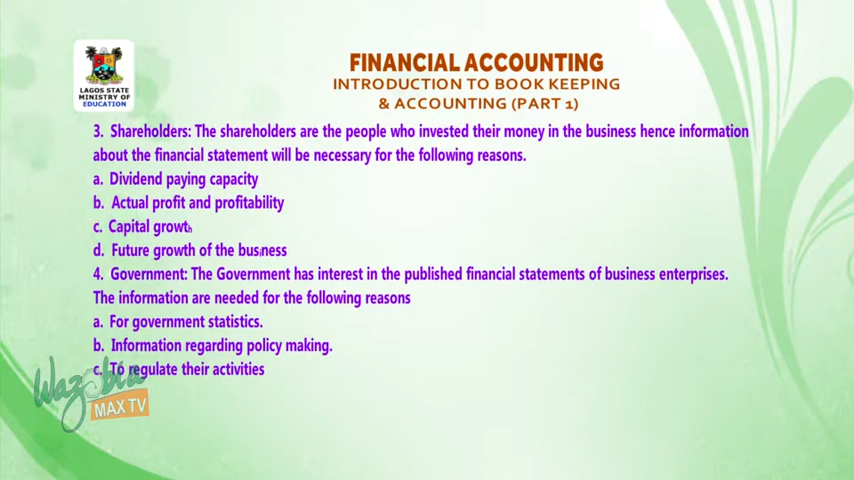 LAGOS STATE
MINISTRY OF
EDUCATION
FINANCIAL ACCOUNTING
INTRODUCTION TO BOOK KEEPING
& ACCOUNTING (PART 1)
3. Shareholders: The shareholders are the people who invested their money in the business hence information
about the financial statement will be necessary for the following reasons.
a. Dividend paying capacity
b. Actual profit and profitability
c. Capital growth
d. Future growth of the business
4. Government: The Government has interest in the published financial statements of business enterprises.
The information are needed for the following reasons
a. For government statistics.
b. Information regarding policy making.
c. To regulate their activities
Wazobia
MAX TV